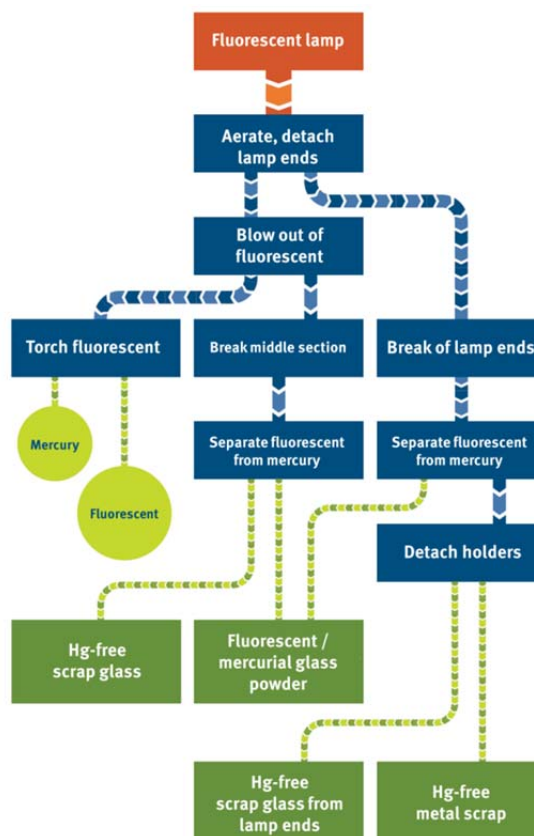 Fluorescent lamp
Aerate, detach
lamp ends
Blow out of
fluorescent
Torch fluorescent
Break middle section
Break of lamp ends
Mercury
Separate fluorescent
from mercury
Separate fluorescent
from mercury
Fluorescent
Detach holders
Hg-free
scrap glass
Fluorescent /
mercurial glass
powder
Hg-free
scrap glass from
lamp ends
Hg-free
metal scrap